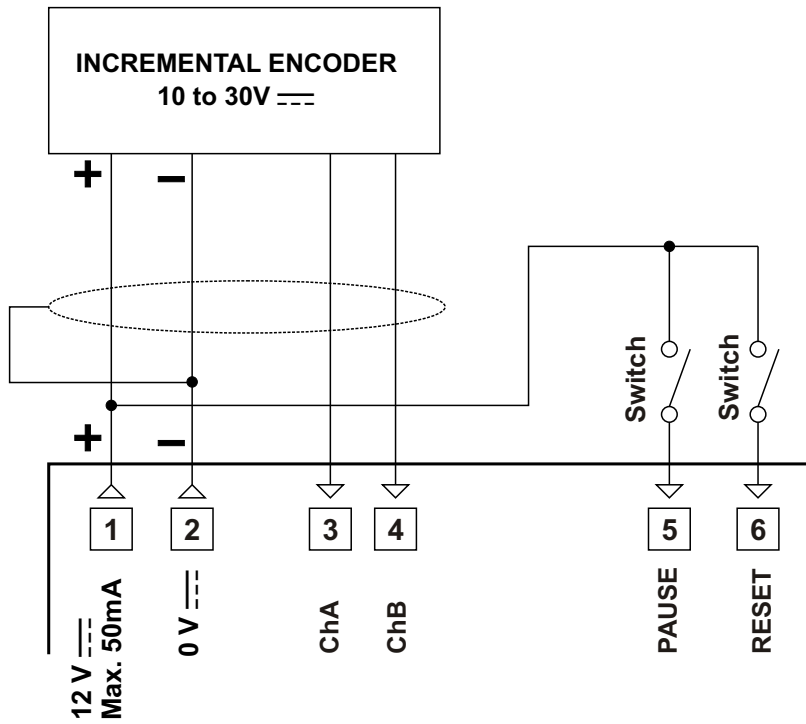 INCREMENTAL ENCODER
10 to 30V
+
–
Switch
Switch
+
–
1
2
3
4
5
6
12 V
Max. 50mA
0 V
ChA
ChB
PAUSE
RESET